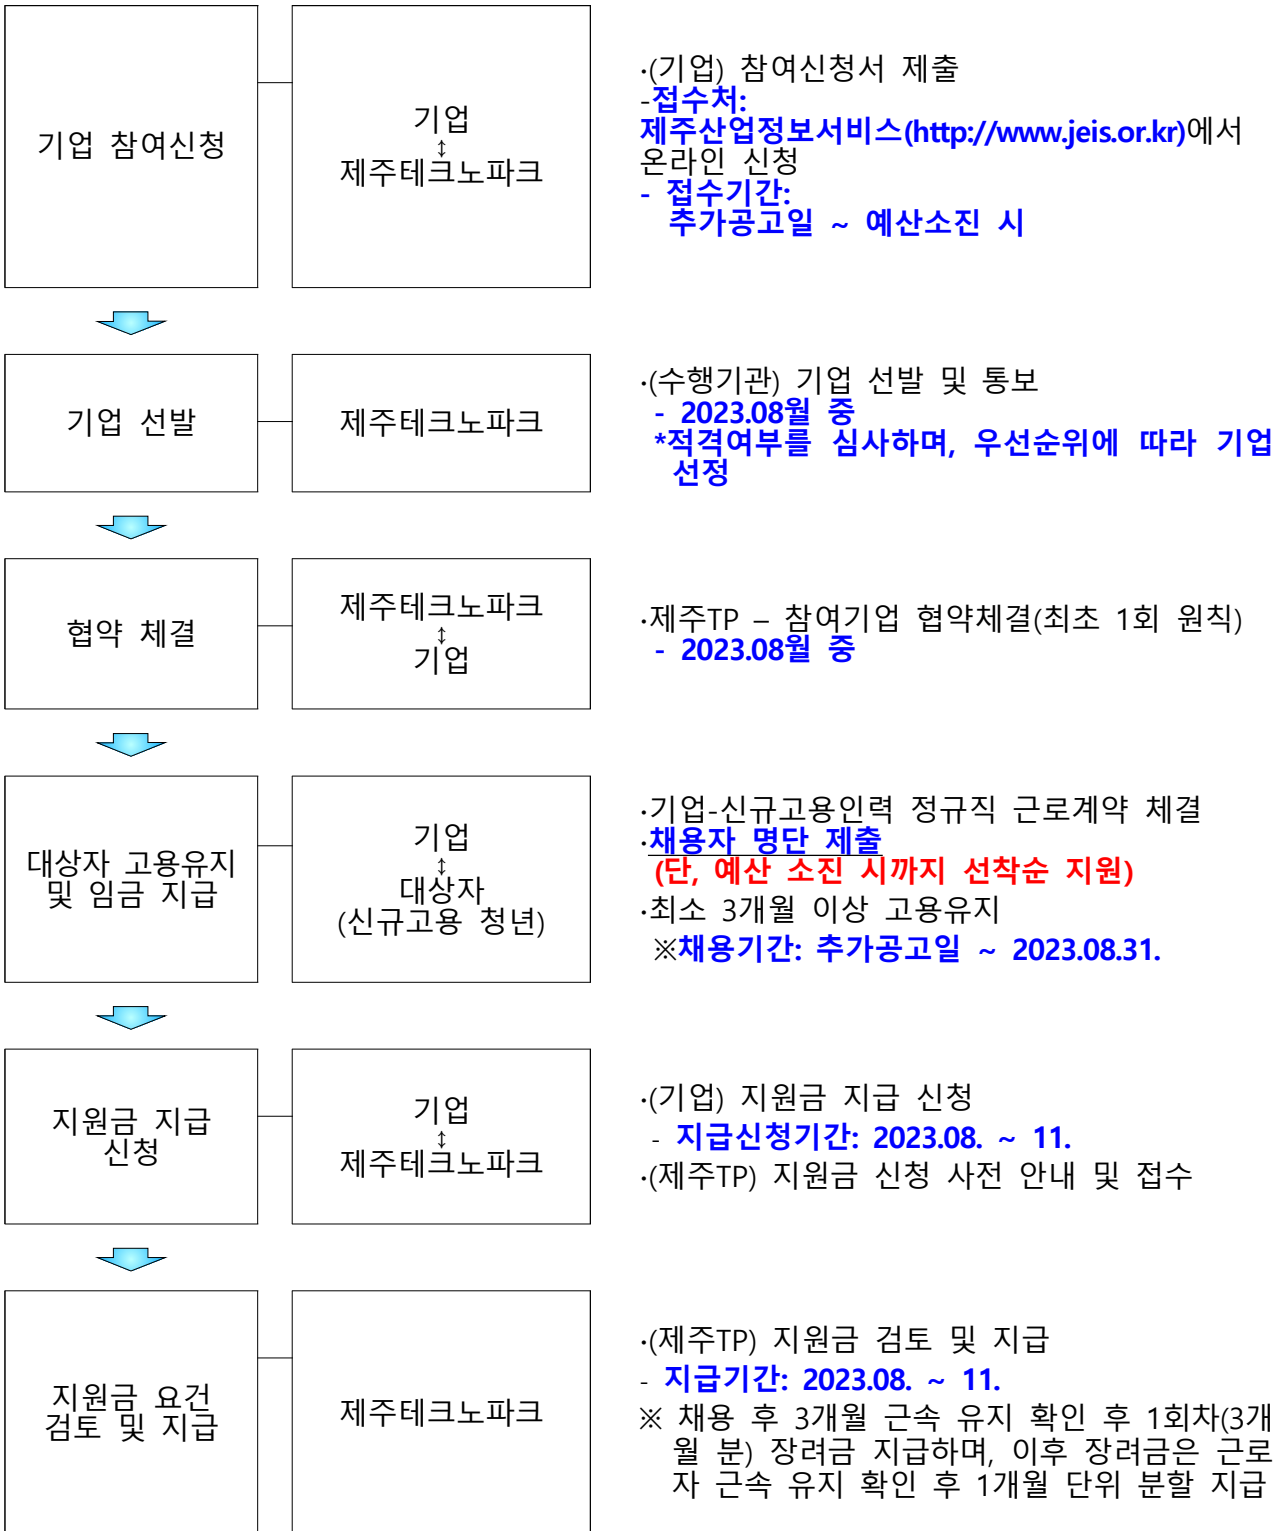 기업 참여신청
기업
↕
제주테크노파크
·(기업) 참여신청서 제출
-접수처:
제주산업정보서비스(http://www.jeis.or.kr)에서
온라인 신청
- 접수기간:
추가공고일 ~ 예산소진 시
기업 선발
제주테크노파크
·(수행기관) 기업 선발 및 통보
- 2023.08월 중
*적격여부를 심사하며, 우선순위에 따라 기업
선정
협약 체결
제주테크노파크
↕
기업
·제주TP – 참여기업 협약체결(최초 1회 원칙)
- 2023.08월 중
대상자 고용유지
및 임금 지급
기업
↕
대상자
(신규고용 청년)
·기업-신규고용인력 정규직 근로계약 체결
·채용자 명단 제출
(단, 예산 소진 시까지 선착순 지원)
·최소 3개월 이상 고용유지
※채용기간: 추가공고일 ~ 2023.08.31.
지원금 지급
신청
기업
↕
제주테크노파크
·(기업) 지원금 지급 신청
- 지급신청기간: 2023.08. ~ 11.
·(제주TP) 지원금 신청 사전 안내 및 접수
지원금 요건
검토 및 지급
제주테크노파크
·(제주TP) 지원금 검토 및 지급
- 지급기간: 2023.08. ~ 11.
※ 채용 후 3개월 근속 유지 확인 후 1회차(3개
월 분) 장려금 지급하며, 이후 장려금은 근로
자 근속 유지 확인 후 1개월 단위 분할 지급